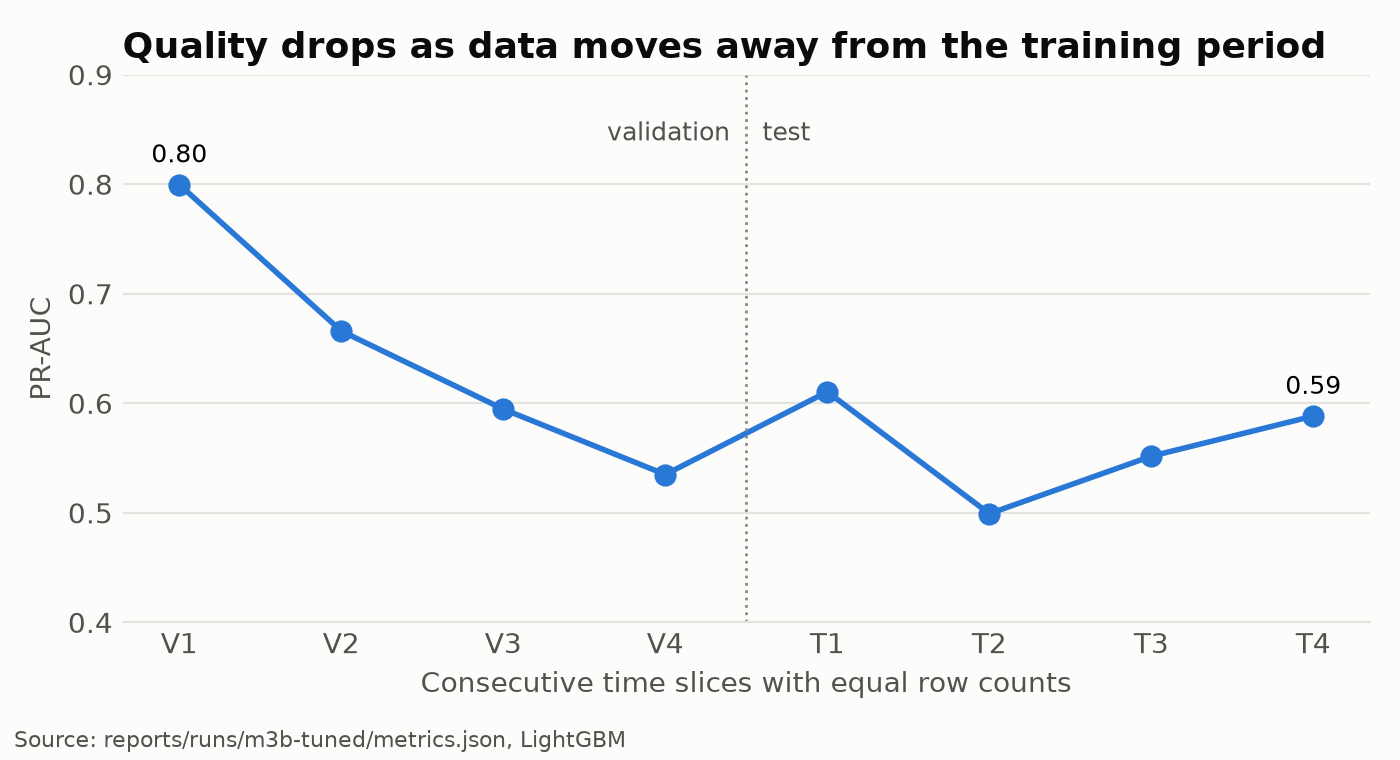 Quality drops as data moves away from the training period
0.9
validation
test
0.80
0.8
0.7
PR-AUC
0.59
0.6
0.5
0.4
V1
V2
V3
V4
T1
T2
T3
T4
Consecutive time slices with equal row counts
Source: reports/runs/m3b-tuned/metrics.json, LightGBM